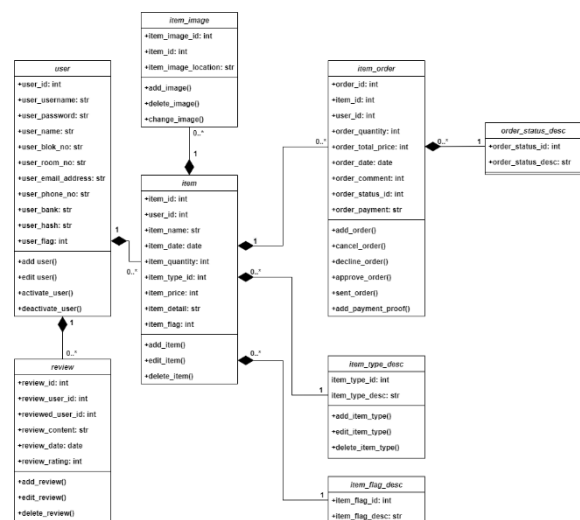 item_image
+item_image_id: int
+item_id: int
+item_image_location: str
+add_image()
+delete_image()
+change_image()
0..*
1
user
+user_id: int
+user_username: str
+user_password: str
+user_name: str
+user_blok_no: str
+user_room_no: str
+user_email_address: str
+user_phone_no: str
+user_bank: str
+user_hash: str
+user_flag: int
+add user()
+edit user()
+activate_user()
+deactivate_user()
1
0..*
1
0..*
item
+item_id: int
+user_id: int
+item_name: str
+item_date: date
+item_quantity: int
+item_type_id: int
+item_price: int
+item_detail: str
+item_flag: int
+add_item()
+edit_item()
+delete_item()
1
0..*
0..*
0..*
item_order
+order_id: int
+item_id: int
+user_id: int
+order_quantity: int
+order_total_price: int
+order_date: date
+order_comment: int
+order_status_id: int
+order_payment: str
+add_order()
+cancel_order()
+decline_order()
+approve_order()
+sent_order()
+add_payment_proof()
0..*
1
order_status_desc
+order_status_id: int
+order_status_desc: str
review
+review_id: int
+review_user_id: int
+reviewed_user_id: int
+review_content: str
+review_date: date
+review_rating: int
+add_review()
+edit_review()
+delete_review()
1
item_type_desc
item_type_id: int
item_type_desc: str
+add_item_type()
+edit_item_type()
+delete_item_type()
1
item_flag_desc
+item_flag_id: int
+item_flag_desc: str